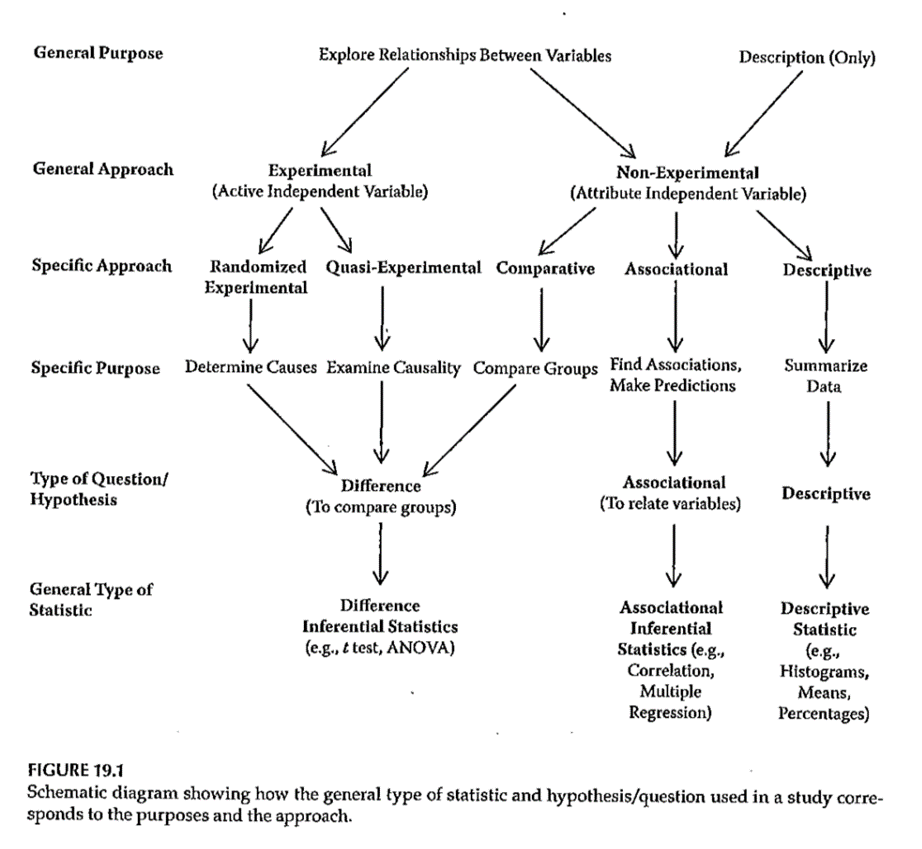 General Purpose
Explore Relationships Between Variables
Description (Only)
General Approach
Experimental
(Active Independent Variable)
Non-Experimental
(Attribute Independent Variable)
Specific Approach
Randomized
Experimental
Quasi-Experimental
Comparative
Associational
Descriptive
Specific Purpose
Determine Causes
Examine Causality
Compare Groups
Find Associations,
Make Predictions
Summarize
Data
Type of Question/
Hypothesis
Difference
(To compare groups)
Associational
(To relate variables)
Descriptive
General Type of
Statistic
Difference
Inferential Statistics
(e.g., t test, ANOVA)
Associational
Inferential
Statistics (e.g.,
Correlation,
Multiple
Regression)
Descriptive
Statistic
(e.g.,
Histograms,
Means,
Percentages)
FIGURE 19.1
Schematic diagram showing how the general type of statistic and hypothesis/question used in a study corre-
sponds to the purposes and the approach.